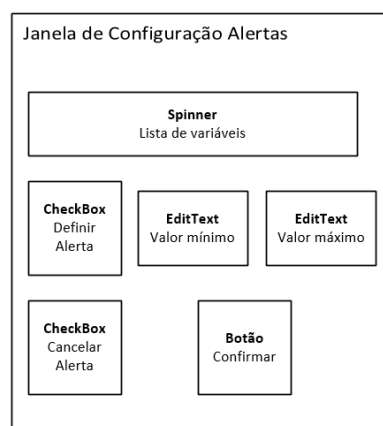 Janela de Configuração Alertas
Spinner
Lista de variáveis
CheckBox
Definir
Alerta
EditText
Valor mínimo
EditText
Valor máximo
CheckBox
Cancelar
Alerta
Botão
Confirmar